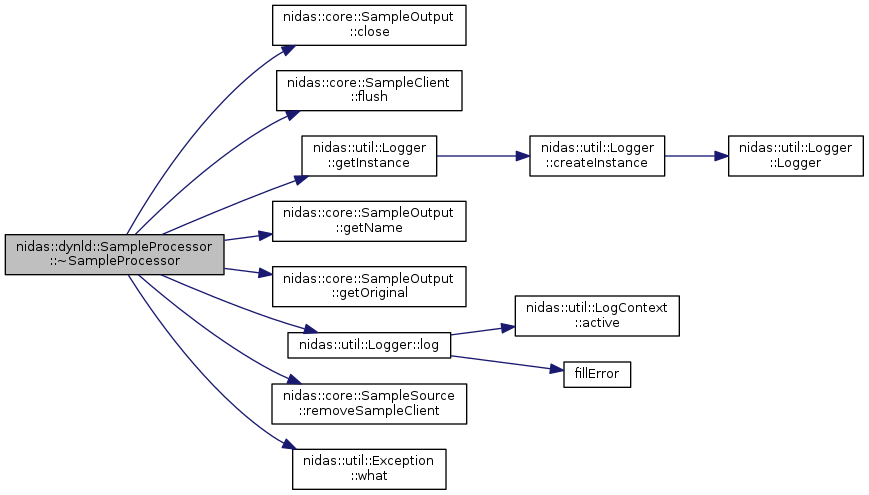 nidas::core::SampleOutput
::close
nidas::core::SampleClient
::flush
nidas::util::Logger
::getInstance
nidas::util::Logger
::createInstance
nidas::util::Logger
::Logger
nidas::core::SampleOutput
::getName
nidas::dynld::SampleProcessor
::~SampleProcessor
nidas::core::SampleOutput
::getOriginal
nidas::util::LogContext
::active
nidas::util::Logger::log
fillError
nidas::core::SampleSource
::removeSampleClient
nidas::util::Exception
::what